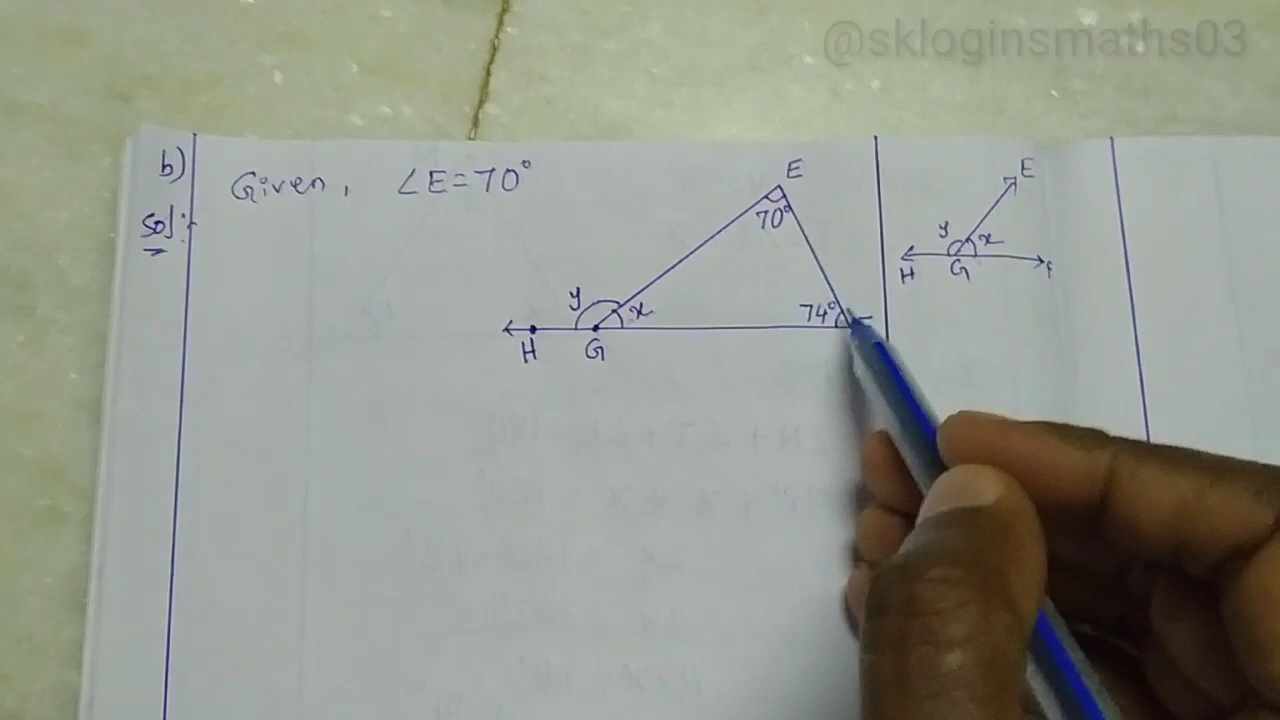 @skloginsmaths03
b)
Given, ∠E=70°
Sol:-
E
70°
y
x
74°
H
G
E
y
x
H
G